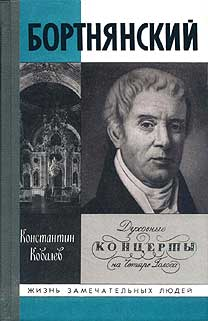 БОРТНЯНСКИЙ
Константин
Ковалев
Духовные
КОНЦЕРТЫ
на Четыре Голоса
ЖИЗНЬ ЗАМЕЧАТЕЛЬНЫХ ЛЮДЕЙ